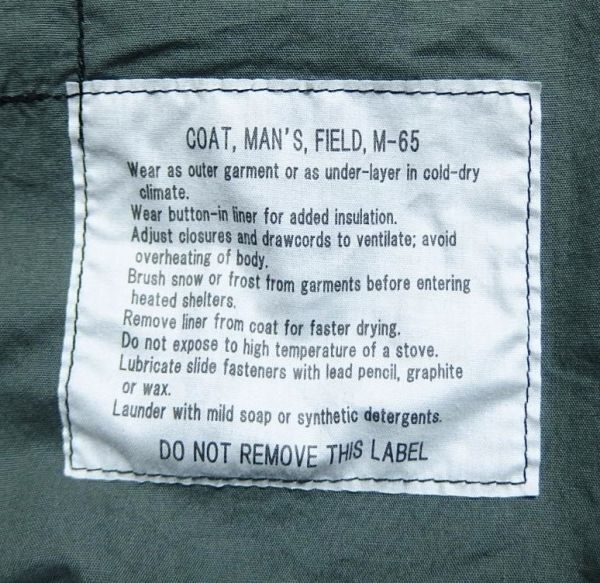 COAT, MAN'S, FIELD, M-65
Wear as outer garment or as under-layer in cold-dry
climate.
Wear button-in liner for added insulation.
Adjust closures and drawcords to ventilate; avoid
overheating of body.
Brush snow or frost from garments before entering
heated shelters.
Remove liner from coat for faster drying.
Do not expose to high temperature of a stove.
Lubricate slide fasteners with lead pencil, graphite
or wax.
Launder with mild soap or synthetic detergents.
DO NOT REMOVE THIS LABEL